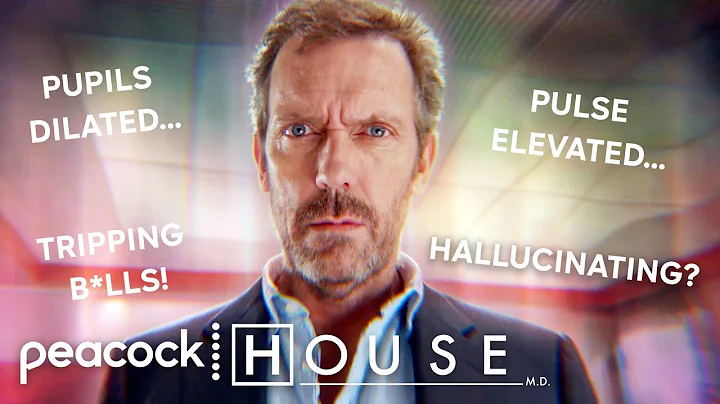 PUPILS
DILATED...
PULSE
ELEVATED...
TRIPPING
B*LLS!
HALLUCINATING?
peacock
HOUSE
M.D.